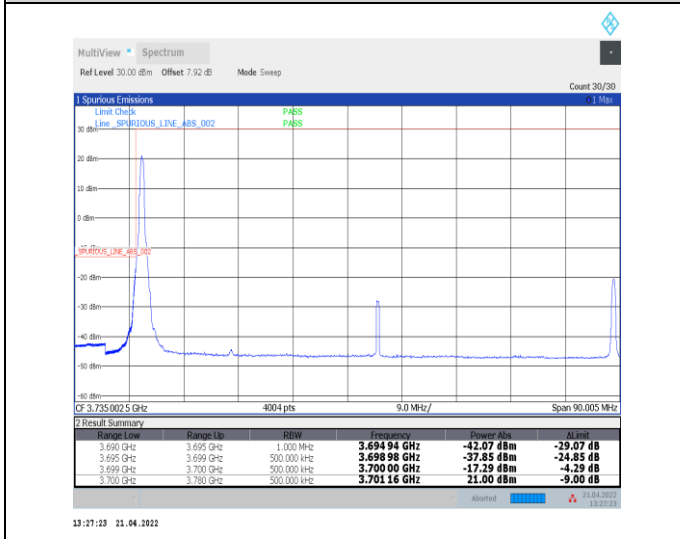 MultiView Spectrum
Ref Level 30.00 dBm Offset 7.92 dB Mode Sweep
Count 30/30
1 Spurious Emissions 1 Max
Limit Check PASS
Line _SPURIOUS_LINE_ABS_002 PASS
30 dBm
20 dBm
10 dBm
0 dBm
_SPURIOUS_LINE_ABS_002
-20 dBm
-30 dBm
-40 dBm
-50 dBm
-60 dBm
CF 3.735 002 5 GHz 4004 pts 9.0 MHz/ Span 90.005 MHz
2 Result Summary
Range Low Range Up RBW Frequency Power Abs ΔLimit
3.690 GHz 3.695 GHz 1.000 MHz 3.694 94 GHz -42.07 dBm -29.07 dB
3.695 GHz 3.699 GHz 500.000 kHz 3.698 98 GHz -37.85 dBm -24.85 dB
3.699 GHz 3.700 GHz 500.000 kHz 3.700 00 GHz -17.29 dBm -4.29 dB
3.700 GHz 3.780 GHz 500.000 kHz 3.701 16 GHz 21.00 dBm -9.00 dB
Aborted 21.04.2022
13:27:23
13:27:23 21.04.2022